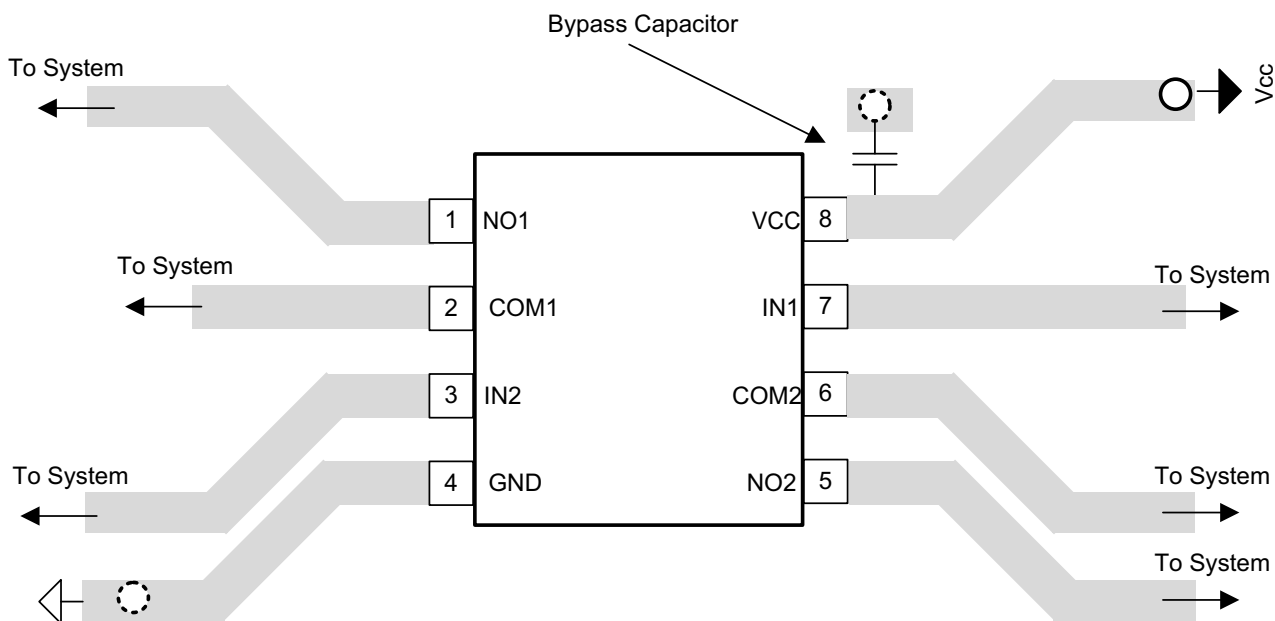 Bypass Capacitor
To System
Vcc
1 NO1
VCC 8
To System
2 COM1
IN1 7
To System
3 IN2
COM2 6
To System
4 GND
NO2 5
To System
To System